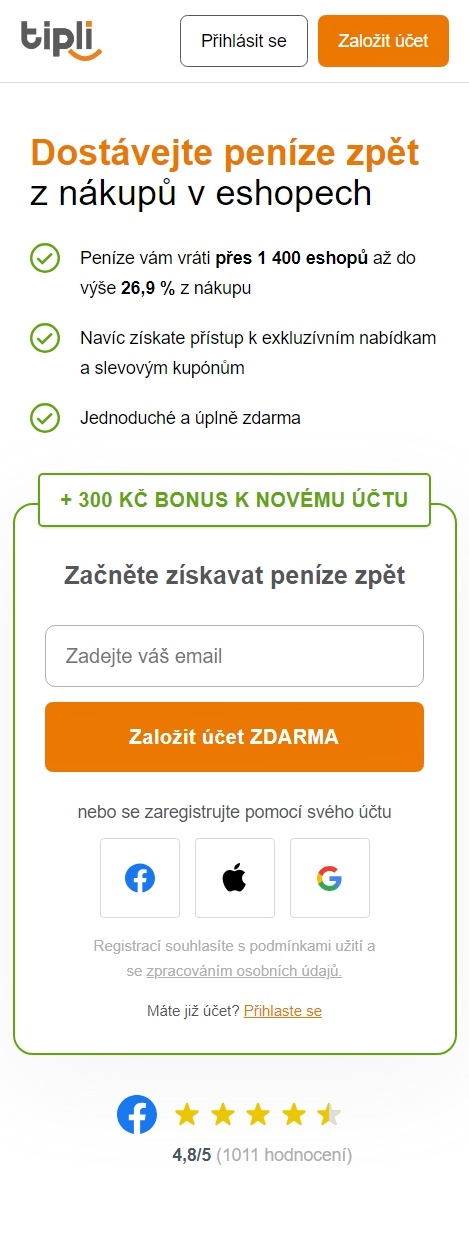 tipli
Přihlásit se
Založit účet
Dostávejte peníze zpět
z nákupů v eshopech
Peníze vám vrátí přes 1 400 eshopů až do
výše 26,9 % z nákupu
Navíc získate přístup k exkluzívním nabídkam
a slevovým kupónům
Jednoduché a úplně zdarma
+ 300 KČ BONUS K NOVÉMU ÚČTU
Začněte získavat peníze zpět
Zadejte váš email
Založit účet ZDARMA
nebo se zaregistrujte pomocí svého účtu
Registrací souhlasíte s podmínkami užití a
se zpracováním osobních údajů.
Máte již účet? Přihlaste se
4,8/5 (1011 hodnocení)